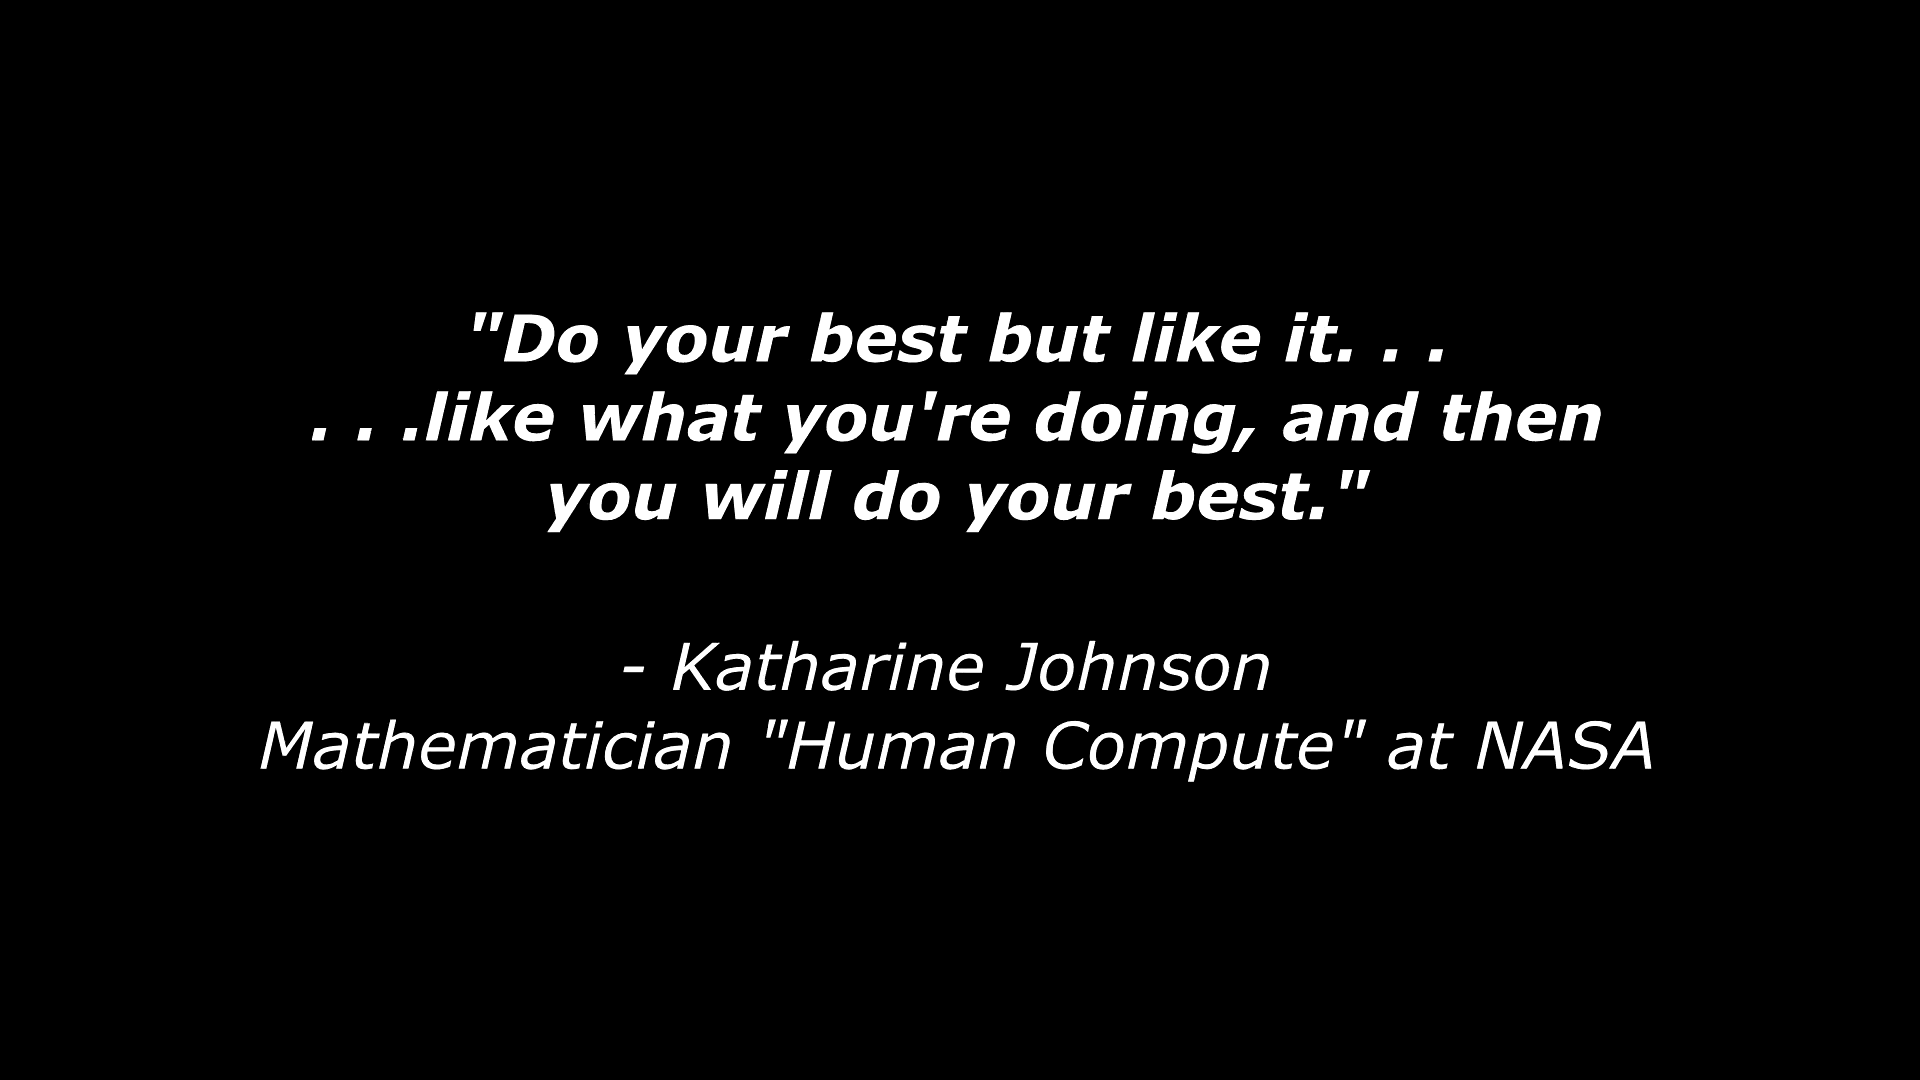 "Do your best but like it. . .
. . .like what you're doing, and then
you will do your best."
- Katharine Johnson
Mathematician "Human Compute" at NASA